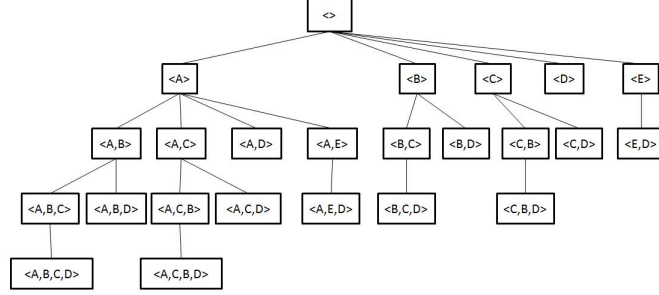 <>
<A> <B> <C> <D> <E>
<A,B> <A,C> <A,D> <A,E> <B,C> <B,D> <C,B> <C,D> <E,D>
<A,B,C> <A,B,D> <A,C,B> <A,C,D> <A,E,D> <B,C,D> <C,B,D>
<A,B,C,D> <A,C,B,D>